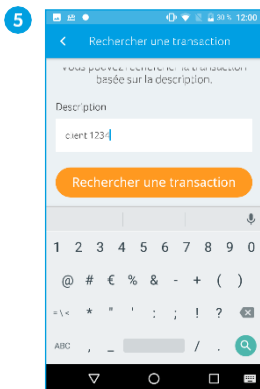 5
30 % 12:00
Rechercher une transaction
vous pouvez rechercher la transaction
basée sur la description.
Description
client 1234
Rechercher une transaction
1 2 3 4 5 6 7 8 9 0
@ # € % & - + ( )
= \ < * " ' : ; ! ?
ABC , _ / .